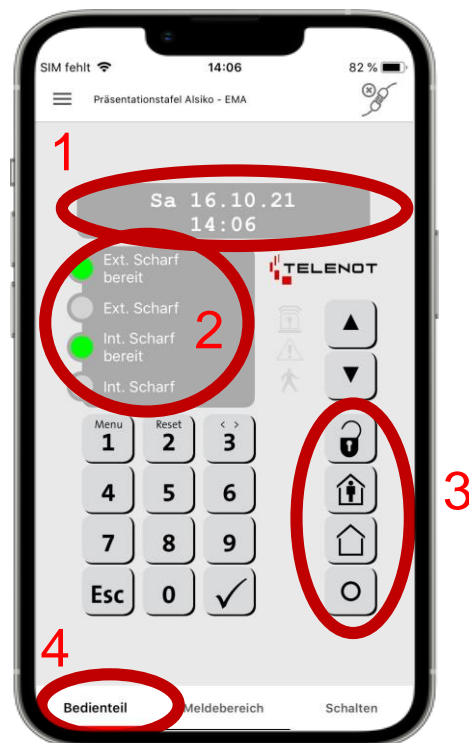 SIM fehlt 14:06 82 %
Präsentationstafel Alsiko - EMA
1
Sa 16.10.21
14:06
Ext. Scharf
bereit
TELENOT
Ext. Scharf
2
Int. Scharf
bereit
Int. Scharf
Menu Reset < >
1 2 3
4 5 6
3
7 8 9
Esc 0
4
Bedienteil Meldebereich Schalten